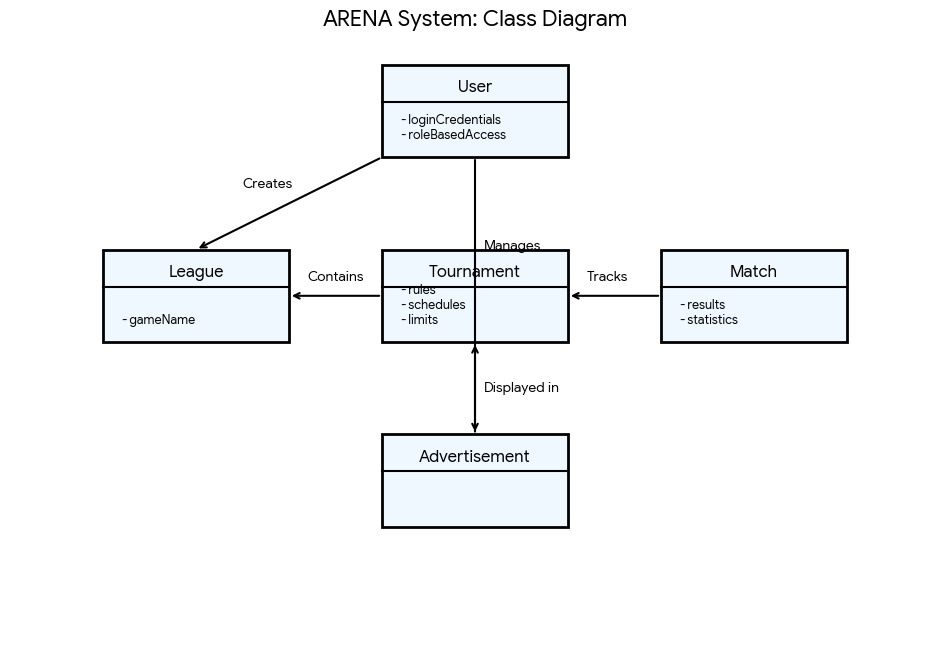 ARENA System: Class Diagram
User
- loginCredentials
- roleBasedAccess
Creates
Manages
League
- gameName
Contains
Tournament
- rules
- schedules
- limits
Tracks
Match
- results
- statistics
Displayed in
Advertisement